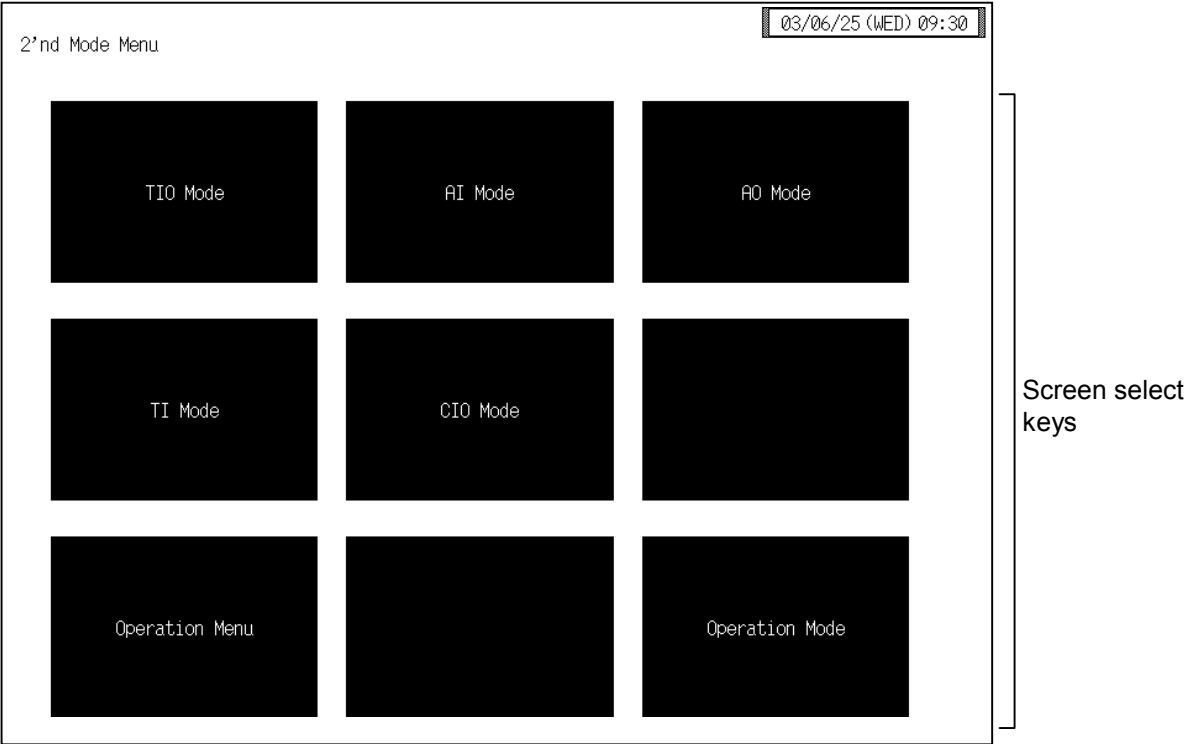 03/06/25(WED) 09:30
2'nd Mode Menu
TIO Mode
AI Mode
AO Mode
TI Mode
CIO Mode
Screen select
keys
Operation Menu
Operation Mode